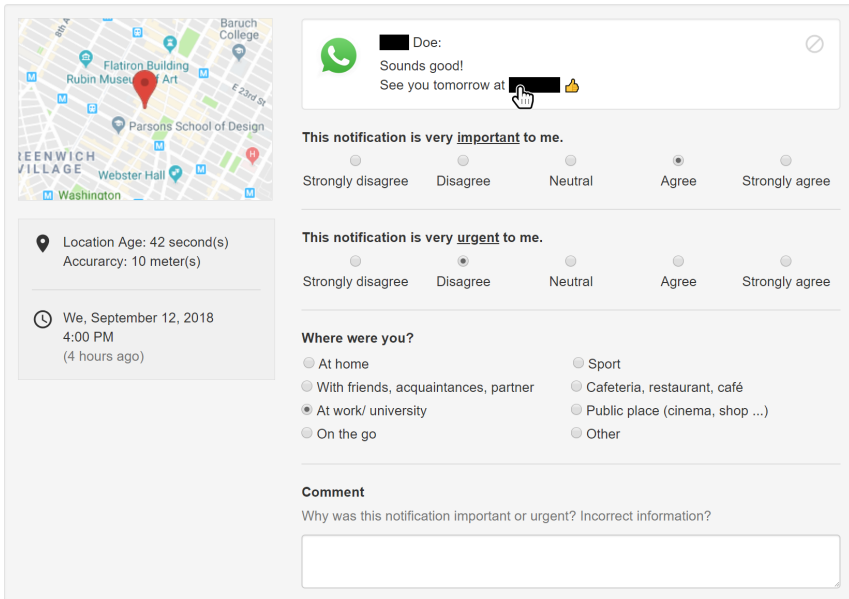 8th A
Baruch
College
Flatiron Building
Rubin Museum of Art
E 23rd St
Parsons School of Design
REENWICH
VILLAGE
Webster Hall
Washington
Location Age: 42 second(s)
Accurarcy: 10 meter(s)
We, September 12, 2018
4:00 PM
(4 hours ago)
Doe:
Sounds good!
See you tomorrow at 👍
This notification is very important to me.
Strongly disagree Disagree Neutral Agree Strongly agree
This notification is very urgent to me.
Strongly disagree Disagree Neutral Agree Strongly agree
Where were you?
At home Sport
With friends, acquaintances, partner Cafeteria, restaurant, café
At work/ university Public place (cinema, shop ...)
On the go Other
Comment
Why was this notification important or urgent? Incorrect information?